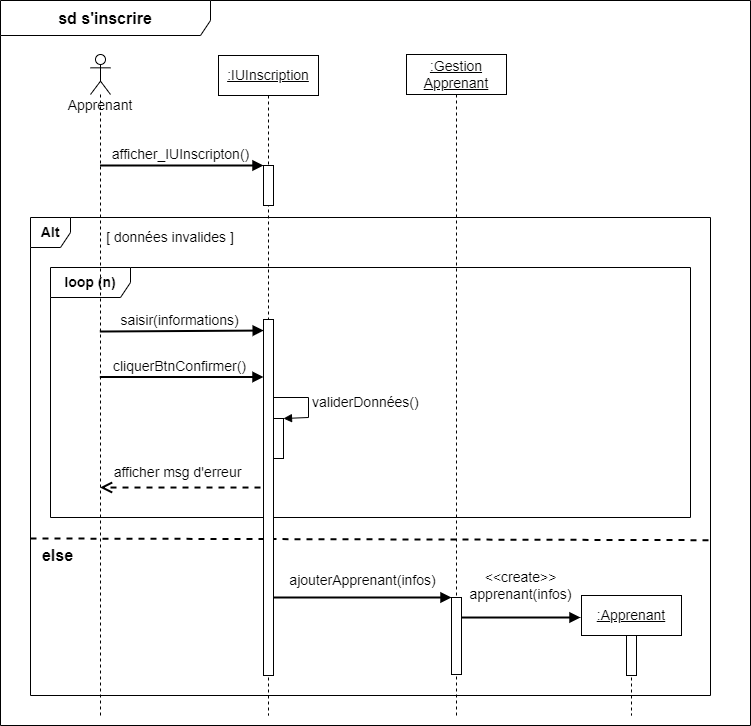 sd s'inscrire
Apprenant
:IUInscription
:Gestion
Apprenant
afficher_IUInscripton()
Alt
[ données invalides ]
loop (n)
saisir(informations)
cliquerBtnConfirmer()
validerDonnées()
afficher msg d'erreur
else
ajouterApprenant(infos)
<<create>>
apprenant(infos)
:Apprenant